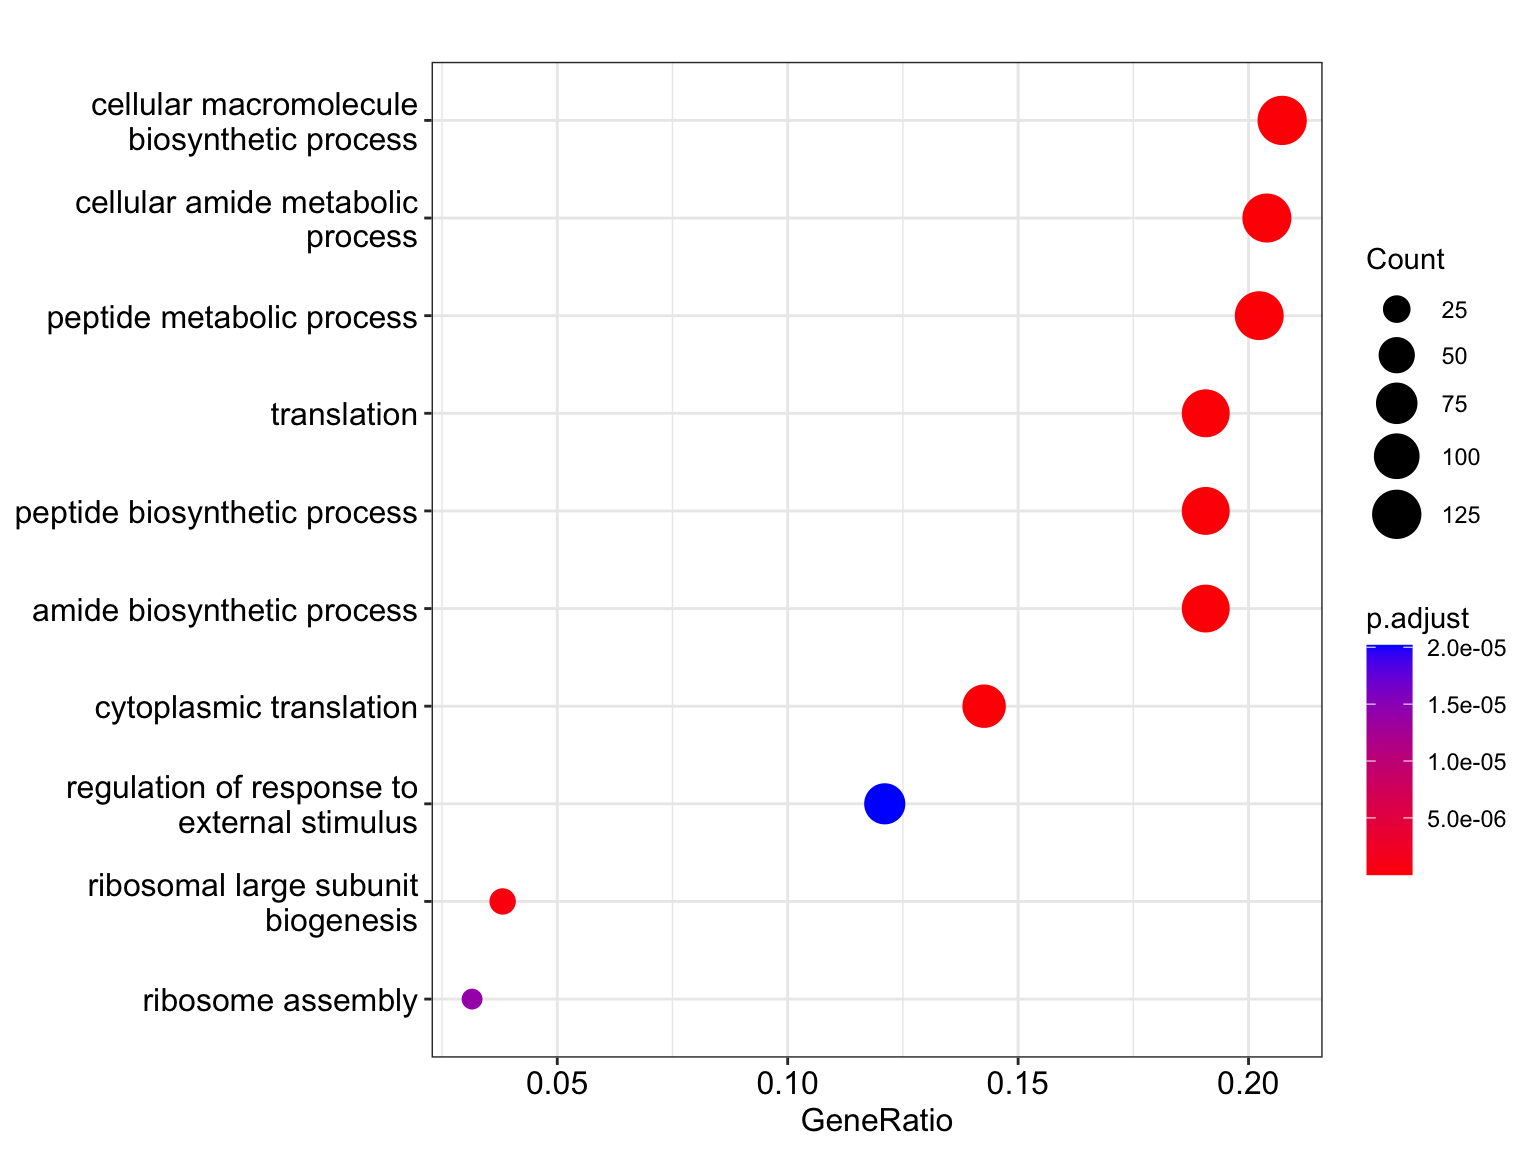 cellular macromolecule
biosynthetic process
cellular amide metabolic
process
peptide metabolic process
translation
peptide biosynthetic process
amide biosynthetic process
cytoplasmic translation
regulation of response to
external stimulus
ribosomal large subunit
biogenesis
ribosome assembly
0.05
0.10
0.15
0.20
GeneRatio
Count
25
50
75
100
125
p.adjust
2.0e-05
1.5e-05
1.0e-05
5.0e-06